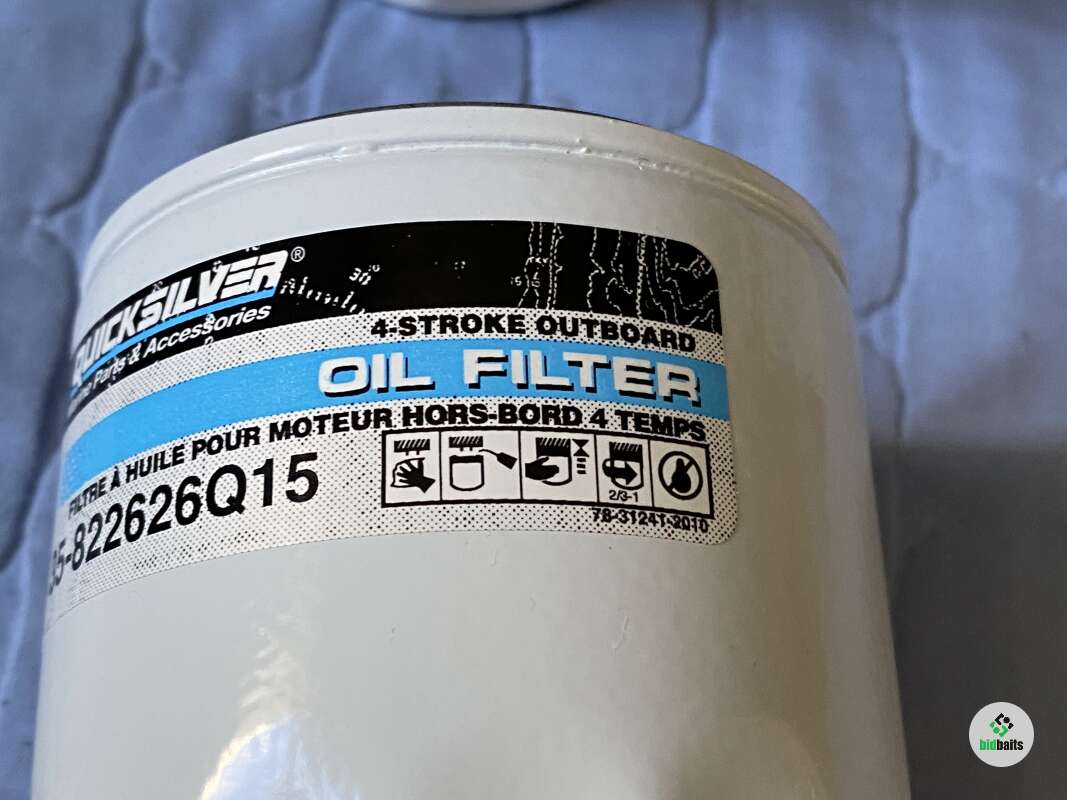 QUICKSILVER®
Parts & Accessories
4-STROKE OUTBOARD
OIL FILTER
FILTRE À HUILE POUR MOTEUR HORS-BORD 4 TEMPS
35-822626Q15
2/3-1
78-31241-2010
bidbaits